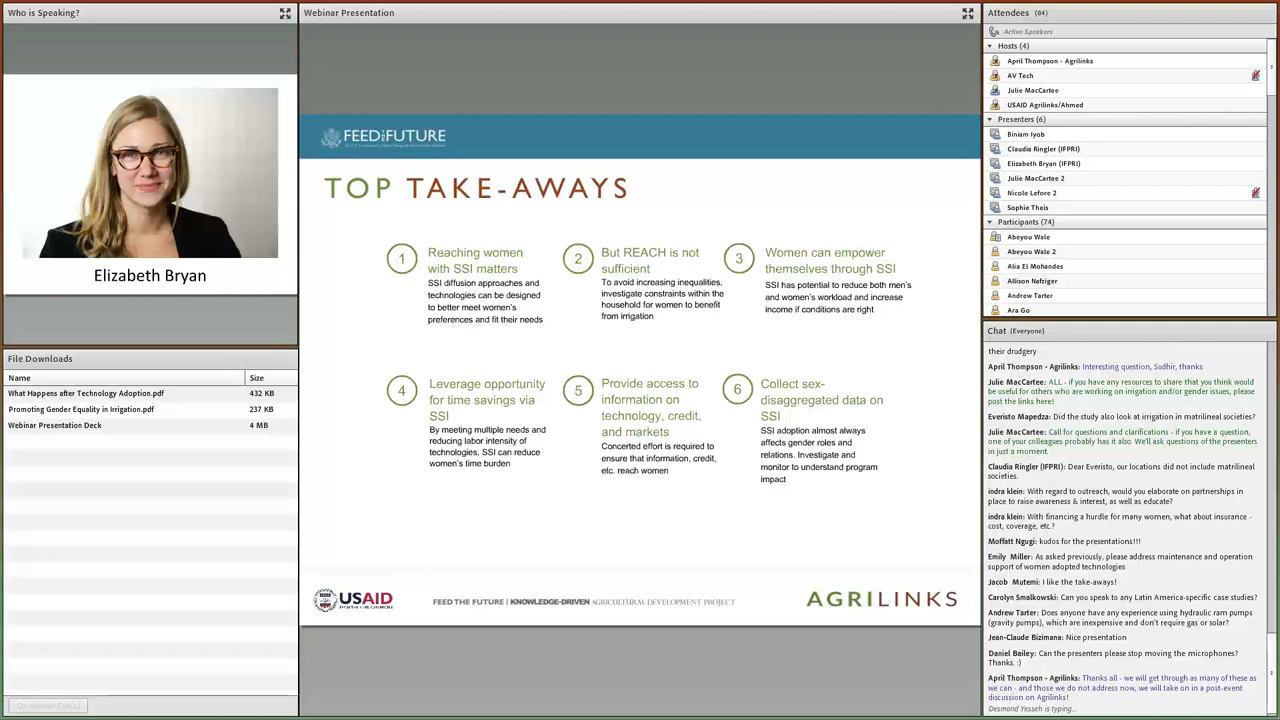 Who is Speaking?
Elizabeth Bryan
File Downloads
Name Size
What Happens after Technology Adoption.pdf 432 KB
Promoting Gender Equality in Irrigation.pdf 237 KB
Webinar Presentation Deck 4 MB
Download File(s)
Webinar Presentation
FEED THE FUTURE
TOP TAKE-AWAYS
1
Reaching women
with SSI matters
SSI diffusion approaches and
technologies can be designed
to better meet women's
preferences and fit their needs
2
But REACH is not
sufficient
To avoid increasing inequalities,
investigate constraints within the
household for women to benefit
from irrigation
3
Women can empower
themselves through SSI
SSI has potential to reduce both men's
and women's workload and increase
income if conditions are right
4
Leverage opportunity
for time savings via
SSI
By meeting multiple needs and
reducing labor intensity of
technologies, SSI can reduce
women's time burden
5
Provide access to
information on
technology, credit,
and markets
Concerted effort is required to
ensure that information, credit,
etc. reach women
6
Collect sex-
disaggregated data on
SSI
SSI adoption almost always
affects gender roles and
relations. Investigate and
monitor to understand program
impact
USAID
FEED THE FUTURE | KNOWLEDGE-DRIVEN AGRICULTURAL DEVELOPMENT PROJECT
AGRILINKS
Attendees (84)
Active Speakers
Hosts (4)
April Thompson - Agrilinks
AV Tech
Julie MacCartee
USAID Agrilinks/Ahmed
Presenters (6)
Biniam Iyob
Claudia Ringler (IFPRI)
Elizabeth Bryan (IFPRI)
Julie MacCartee 2
Nicole Lefore 2
Sophie Theis
Participants (74)
Abeyou Wale
Abeyou Wale 2
Alia El Mohandes
Allison Nafziger
Andrew Tarter
Ara Go
Chat (Everyone)
their drudgery
April Thompson - Agrilinks: Interesting question, Sudhir, thanks.
Julie MacCartee: ALL - if you have any resources to share that you think would
be useful for others who are working on irrigation and/or gender issues, please
post the links here!
Everisto Mapedza: Did the study also look at irrigation in matrilineal societies?
Julie MacCartee: Call for questions and clarifications - if you have a question,
one of your colleagues probably has it also. We'll ask questions of the presenters
in just a moment.
Claudia Ringler (IFPRI): Dear Everisto, our locations did not include matrilineal
societies.
indra klein: With regard to outreach, would you elaborate on partnerships in
place to raise awareness & interest, as well as educate?
indra klein: With financing a hurdle for many women, what about insurance -
cost, coverage, etc.?
Moffatt Ngugi: kudos for the presentations!!!
Emily Miller: As asked previously, please address maintenance and operation
support of women adopted technologies
Jacob Mutemi: I like the take-aways!
Carolyn Smalkowski: Can you speak to any Latin America-specific case studies?
Andrew Tarter: Does anyone have any experience using hydraulic ram pumps
(gravity pumps), which are inexpensive and don't require gas or solar?
Jean-Claude Bizimana: Nice presentation
Daniel Bailey: Can the presenters please stop moving the microphones?
Thanks. :)
April Thompson - Agrilinks: Thanks all - we will get through as many of these as
we can - and those we do not address now, we will take on in a post-event
discussion on Agrilinks!
Desmond Yesseh is typing...